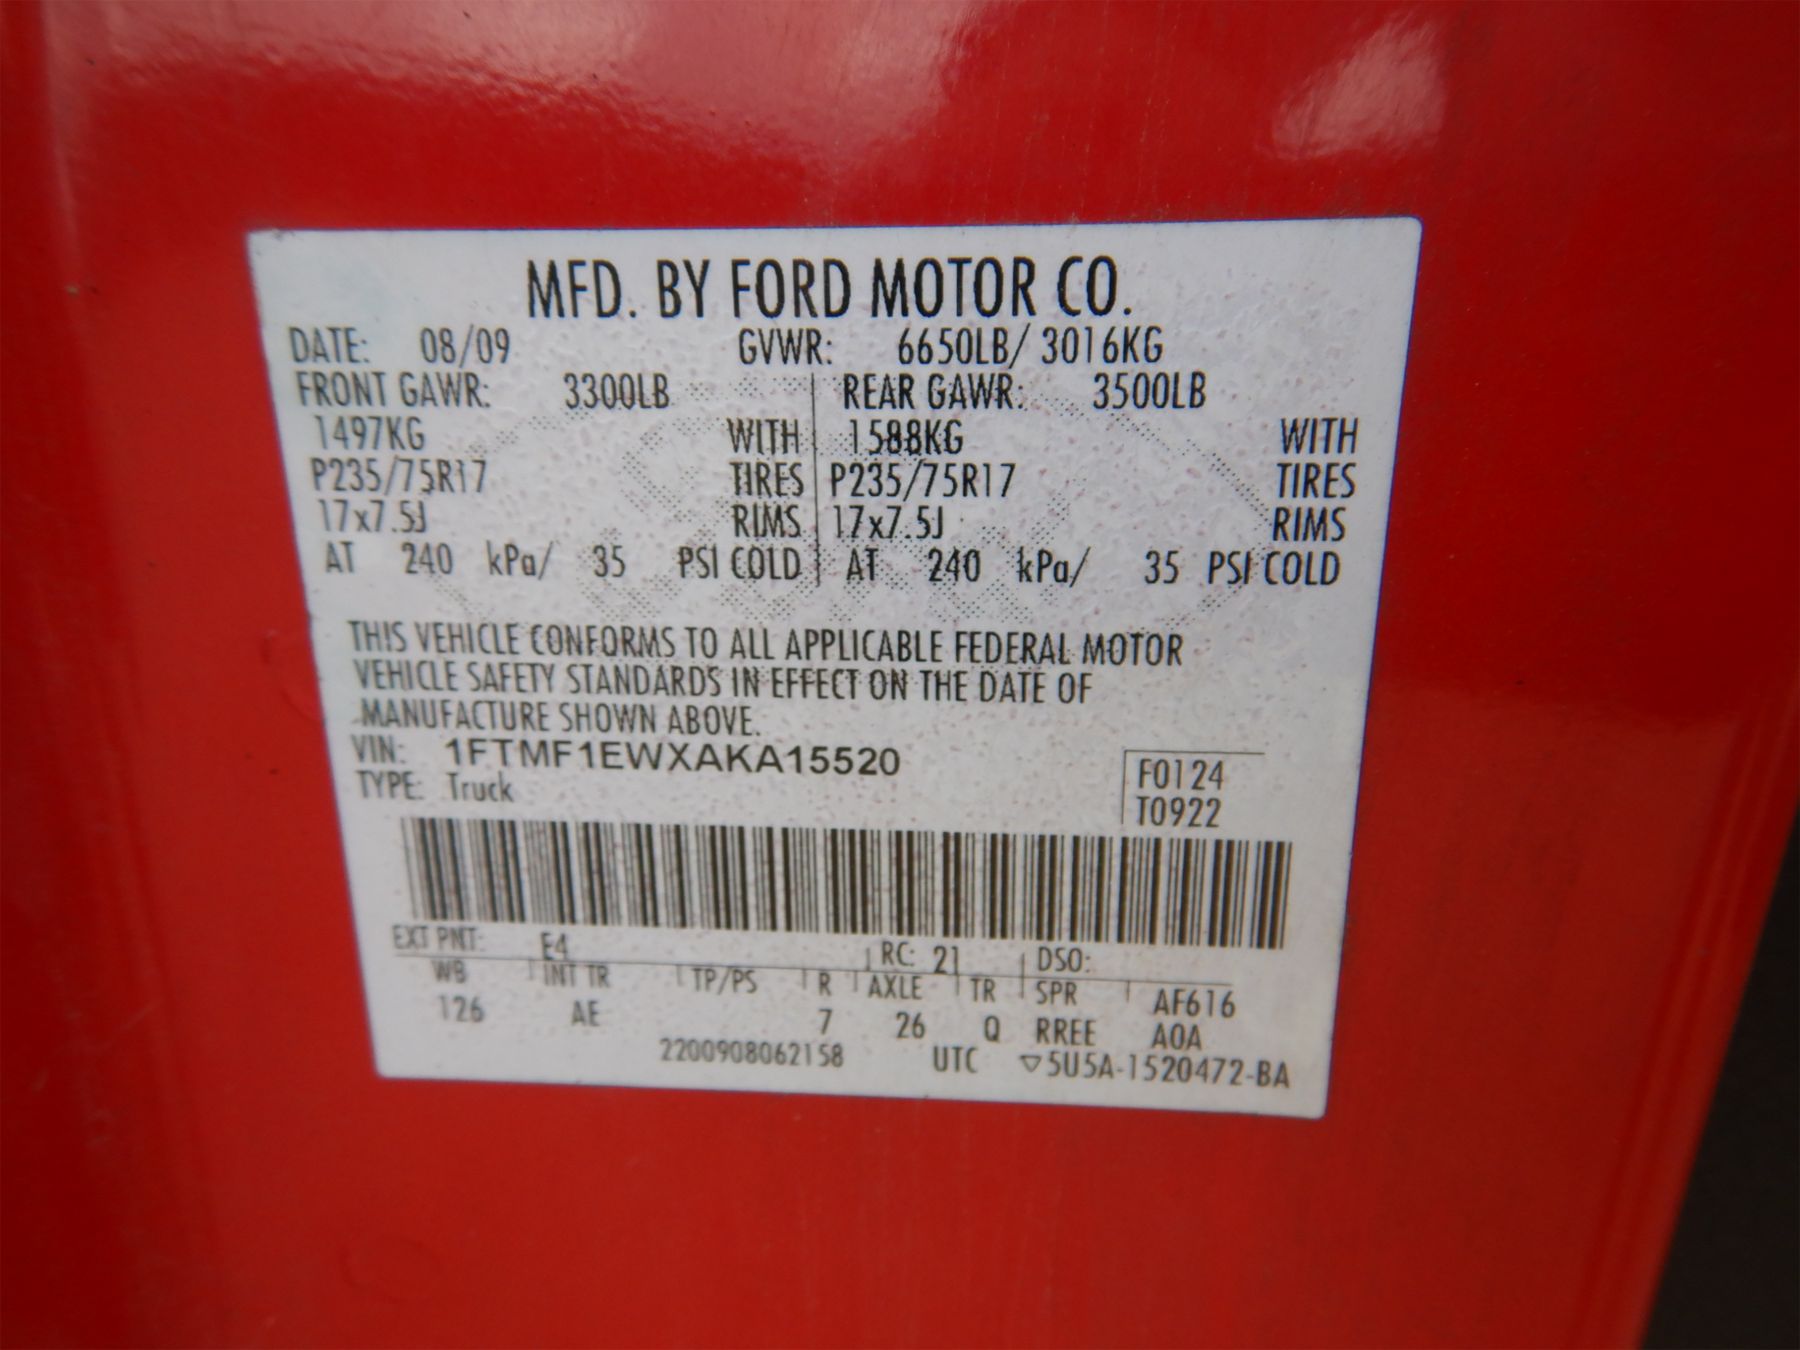 MFD. BY FORD MOTOR CO.
DATE: 08/09 GVWR: 6650LB/ 3016KG
FRONT GAWR: 3300LB REAR GAWR: 3500LB
1497KG WITH 1588KG WITH
P235/75R17 TIRES P235/75R17 TIRES
17x7.5J RIMS 17x7.5J RIMS
AT 240 kPa/ 35 PSI COLD AT 240 kPa/ 35 PSI COLD
THIS VEHICLE CONFORMS TO ALL APPLICABLE FEDERAL MOTOR
VEHICLE SAFETY STANDARDS IN EFFECT ON THE DATE OF
MANUFACTURE SHOWN ABOVE.
VIN: 1FTMF1EWXAKA15520
F0124
TYPE: Truck
T0922
EXT PNT: E4 RC: 21 DSO:
WB INT TR TP/PS R AXLE TR SPR AF616
126 AE 7 26 Q RREE A0A
2200908062158 UTC ▽5U5A-1520472-BA